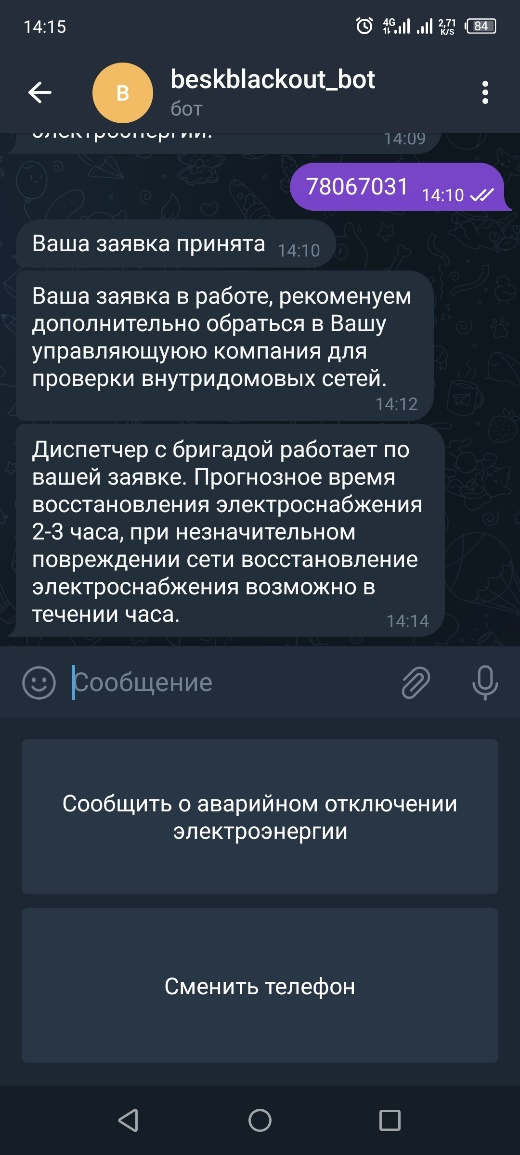 14:15
4G
2,71
K/S
84
B
beskblackout_bot
бот
электроэнергии.
14:09
78067031 14:10
Ваша заявка принята 14:10
Ваша заявка в работе, рекоменуем
дополнительно обраться в Вашу
управляющуюю компания для
проверки внутридомовых сетей.
14:12
Диспетчер с бригадой работает по
вашей заявке. Прогнозное время
восстановления электроснабжения
2-3 часа, при незначительном
повреждении сети восстановление
электроснабжения возможно в
течении часа.
14:14
Сообщение
Сообщить о аварийном отключении
электроэнергии
Сменить телефон